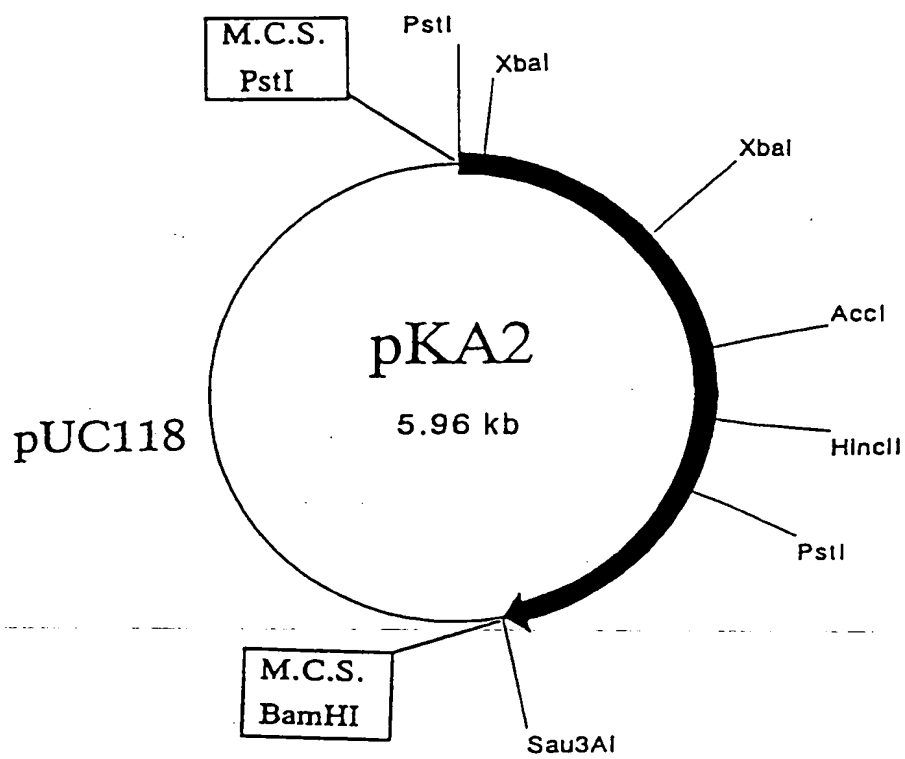 M.C.S.
PstI
PstI
XbaI
XbaI
AccI
HincII
PstI
pKA2
5.96 kb
pUC118
M.C.S.
BamHI
Sau3AI